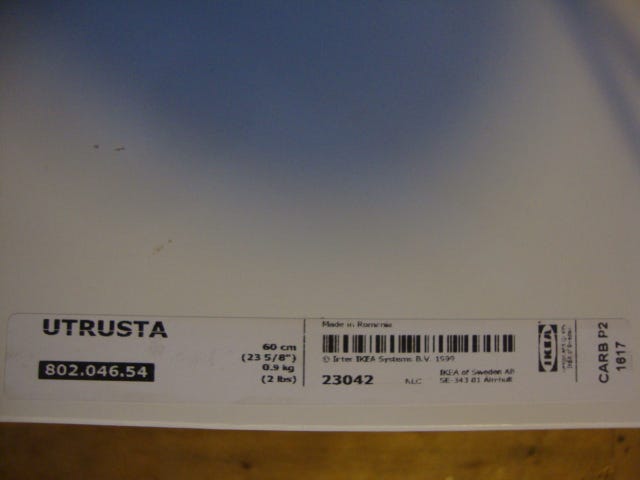 UTRUSTA
802.046.54
60 cm
(23 5/8")
0.9 kg
(2 lbs)
Made in Romania
© Inter IKEA Systems B.V. 1999
23042
IKEA of Sweden AB
SE-343 81 Älmhult
IKEA
CARB P2
1617